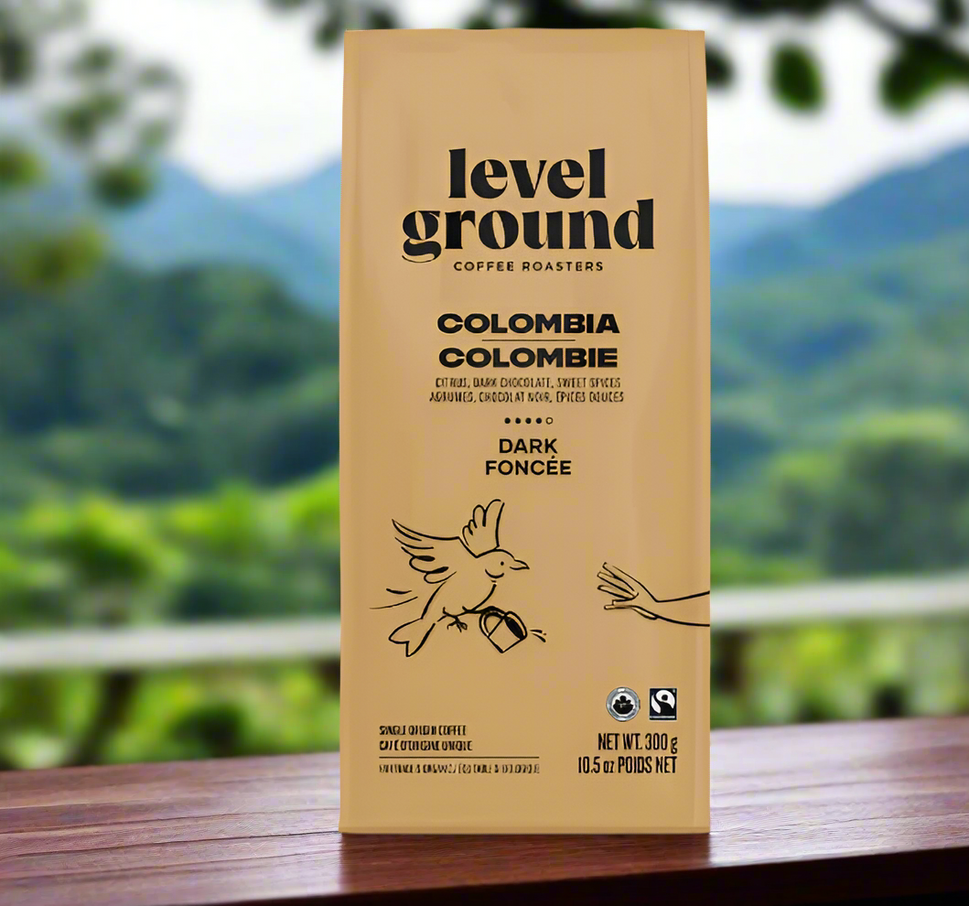 level
ground
COFFEE ROASTERS
COLOMBIA
COLOMBIE
CITRUS, DARK CHOCOLATE, SWEET SPICES
AGRUMES, CHOCOLAT NOIR, ÉPICES DOUCES
DARK
FONCÉE
SINGLE ORIGIN COFFEE
CAFÉ D'ORIGINE UNIQUE
NET WT. 300 g
10.5 oz POIDS NET